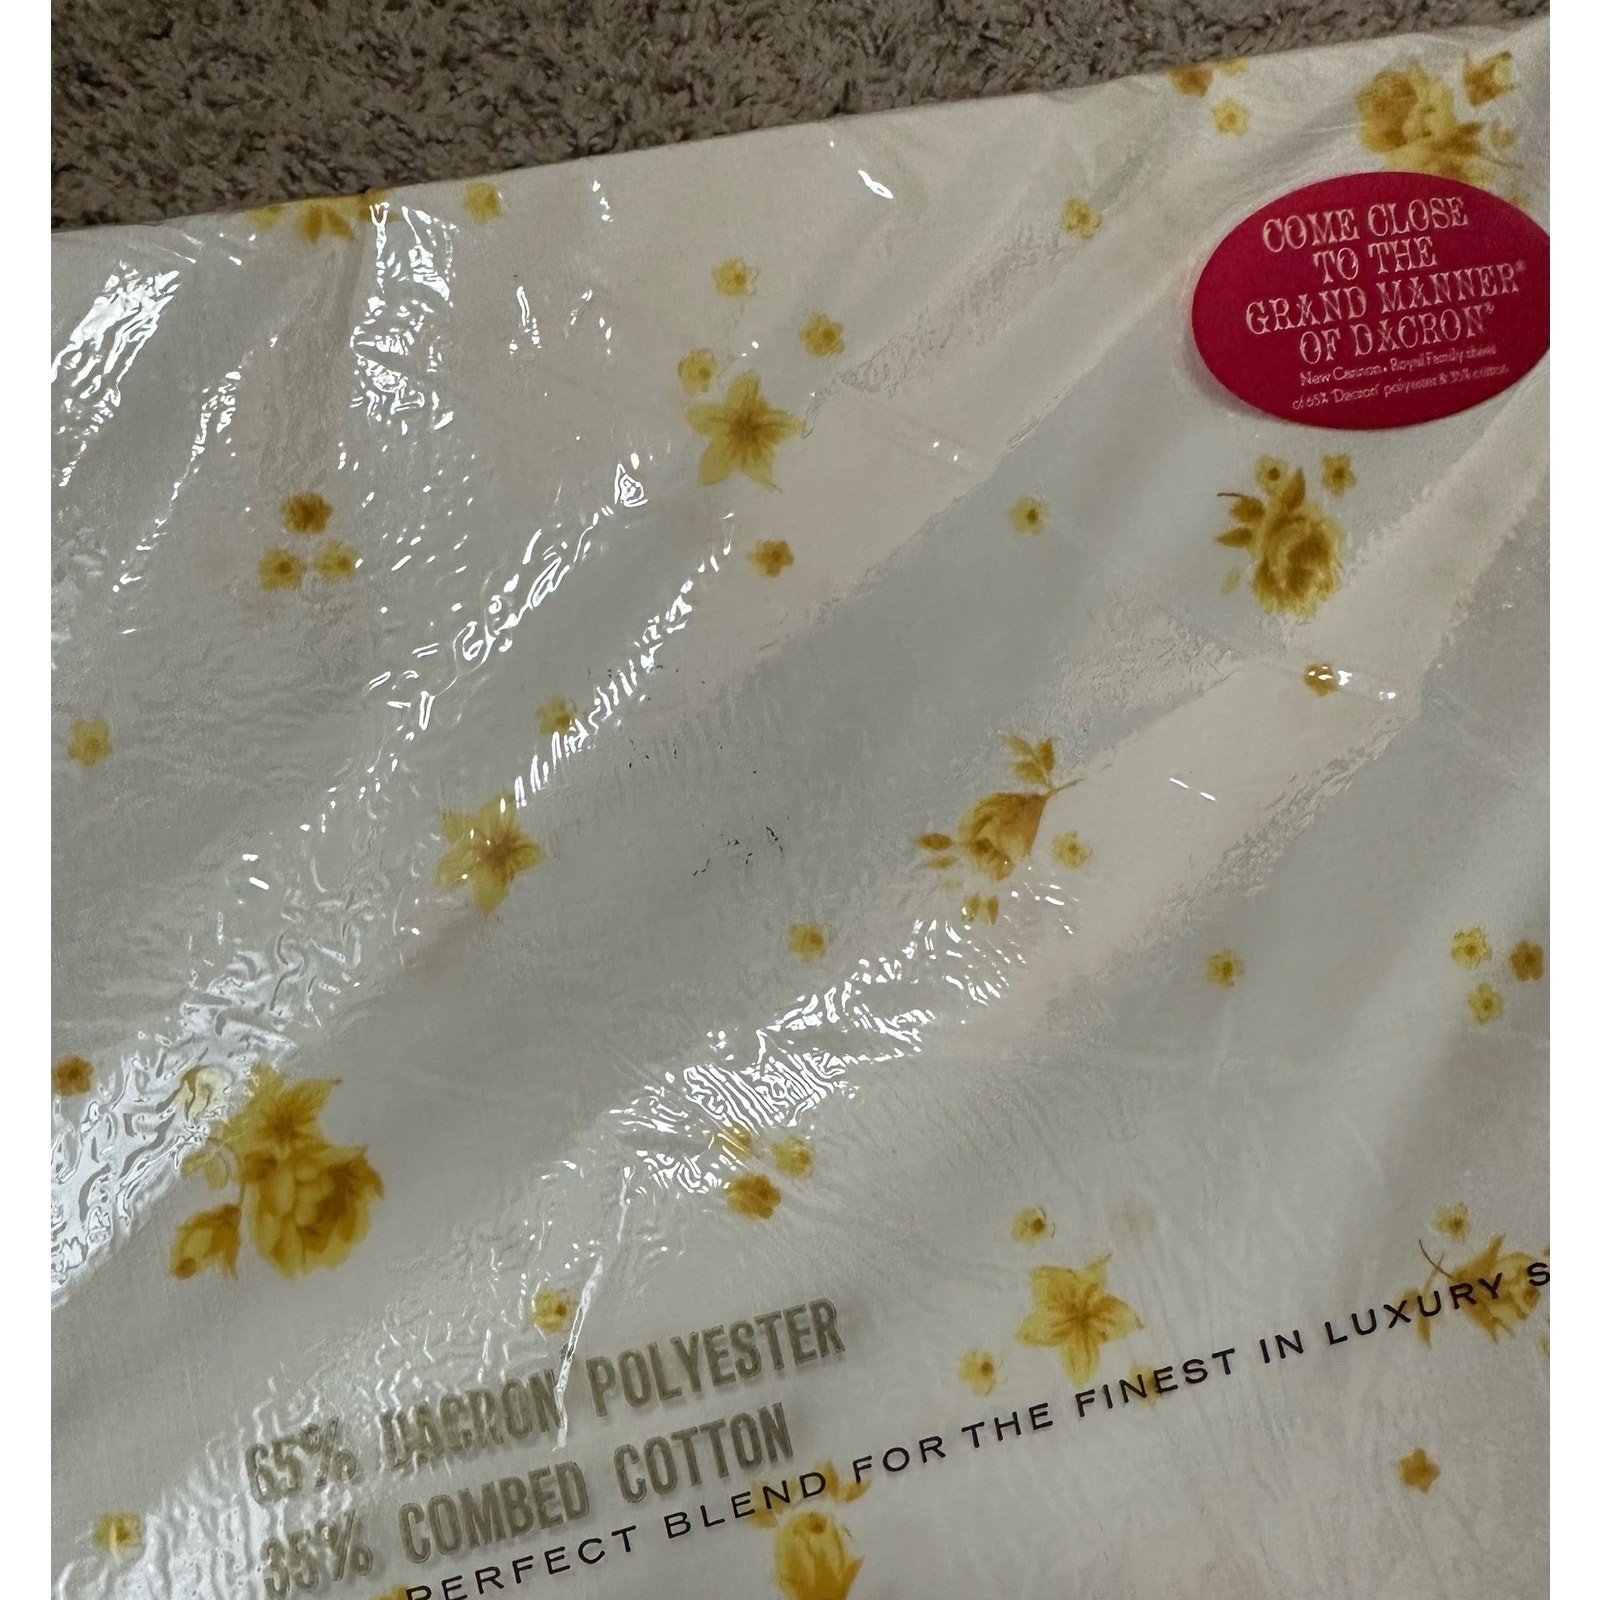 COME CLOSE
TO THE
GRAND MANNER®
OF DACRON®
New Cannon® Royal Family sheets
of 65% 'Dacron' polyester & 35% cotton
65% DACRON POLYESTER
35% COMBED COTTON
PERFECT BLEND FOR THE FINEST IN LUXURY S